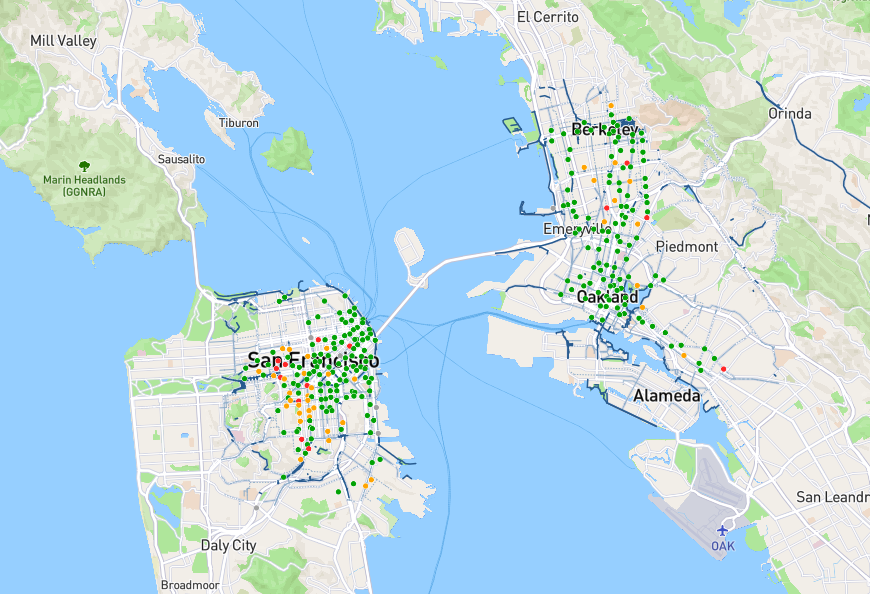 El Cerrito
Mill Valley
Orinda
Tiburon
Berkeley
Sausalito
Marin Headlands
(GGNRA)
Emeryville
Piedmont
Oakland
San Francisco
Alameda
San Leandr
OAK
Daly City
Broadmoor